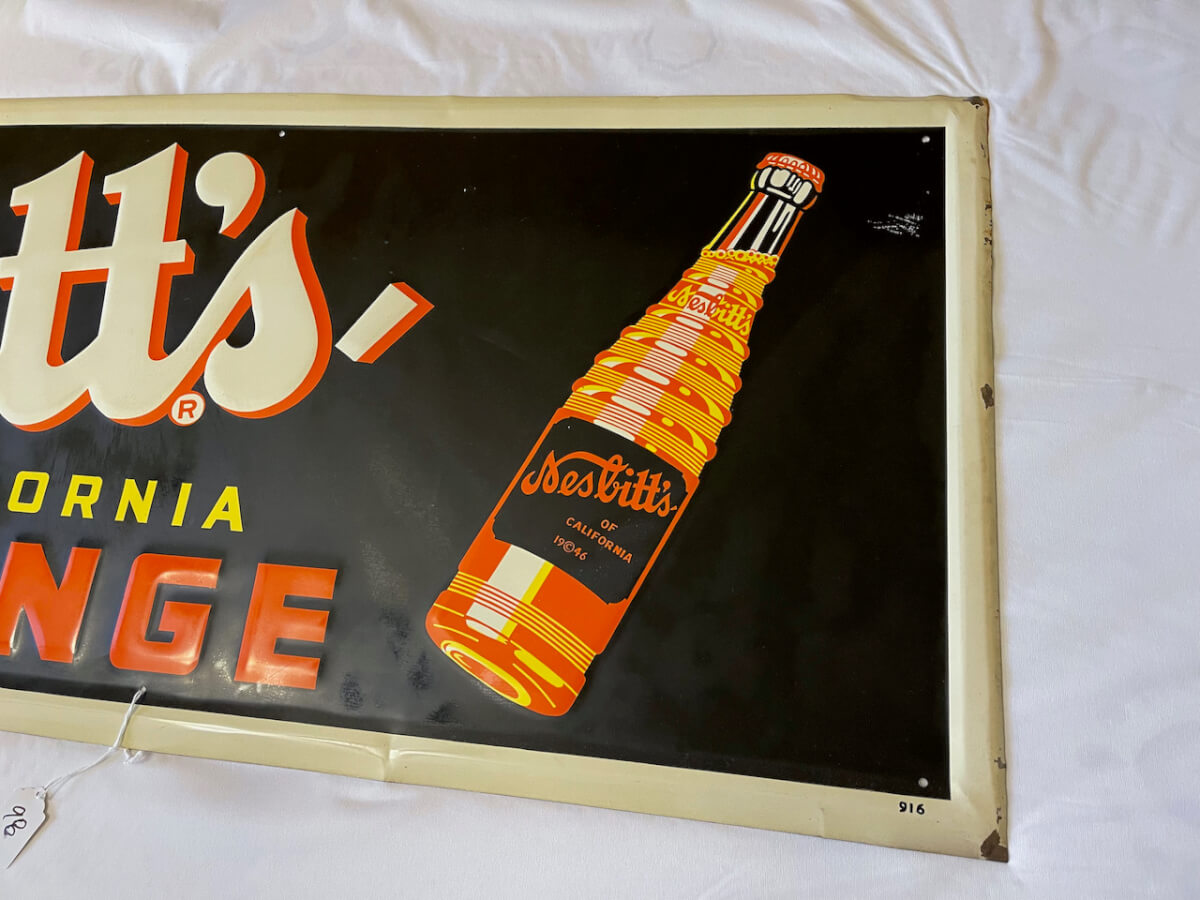 tt's
®
ORNIA
NGE
Nesbitt's
Nesbitt's
OF
CALIFORNIA
19©46
916